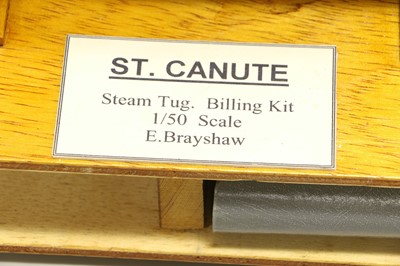 ST. CANUTE
Steam Tug. Billing Kit
1/50 Scale
E.Brayshaw